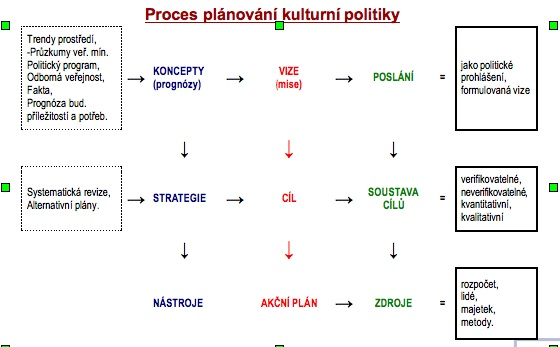 Proces plánování kulturní politiky
Trendy prostředí,
-Průzkumy veř. mín.
Politický program,
Odborná veřejnost,
Fakta,
Prognóza bud.
příležitostí a potřeb.
→ KONCEPTY → VIZE → POSLÁNÍ =
(prognózy) (mise)
jako politické
prohlášení,
formulovaná vize
↓ ↓ ↓
Systematická revize,
Alternativní plány.
→ STRATEGIE → CÍL → SOUSTAVA
CÍLŮ =
verifikovatelné,
neverifikovatelné,
kvantitativní,
kvalitativní
↓ ↓ ↓
NÁSTROJE AKČNÍ PLÁN → ZDROJE =
rozpočet,
lidé,
majetek,
metody.